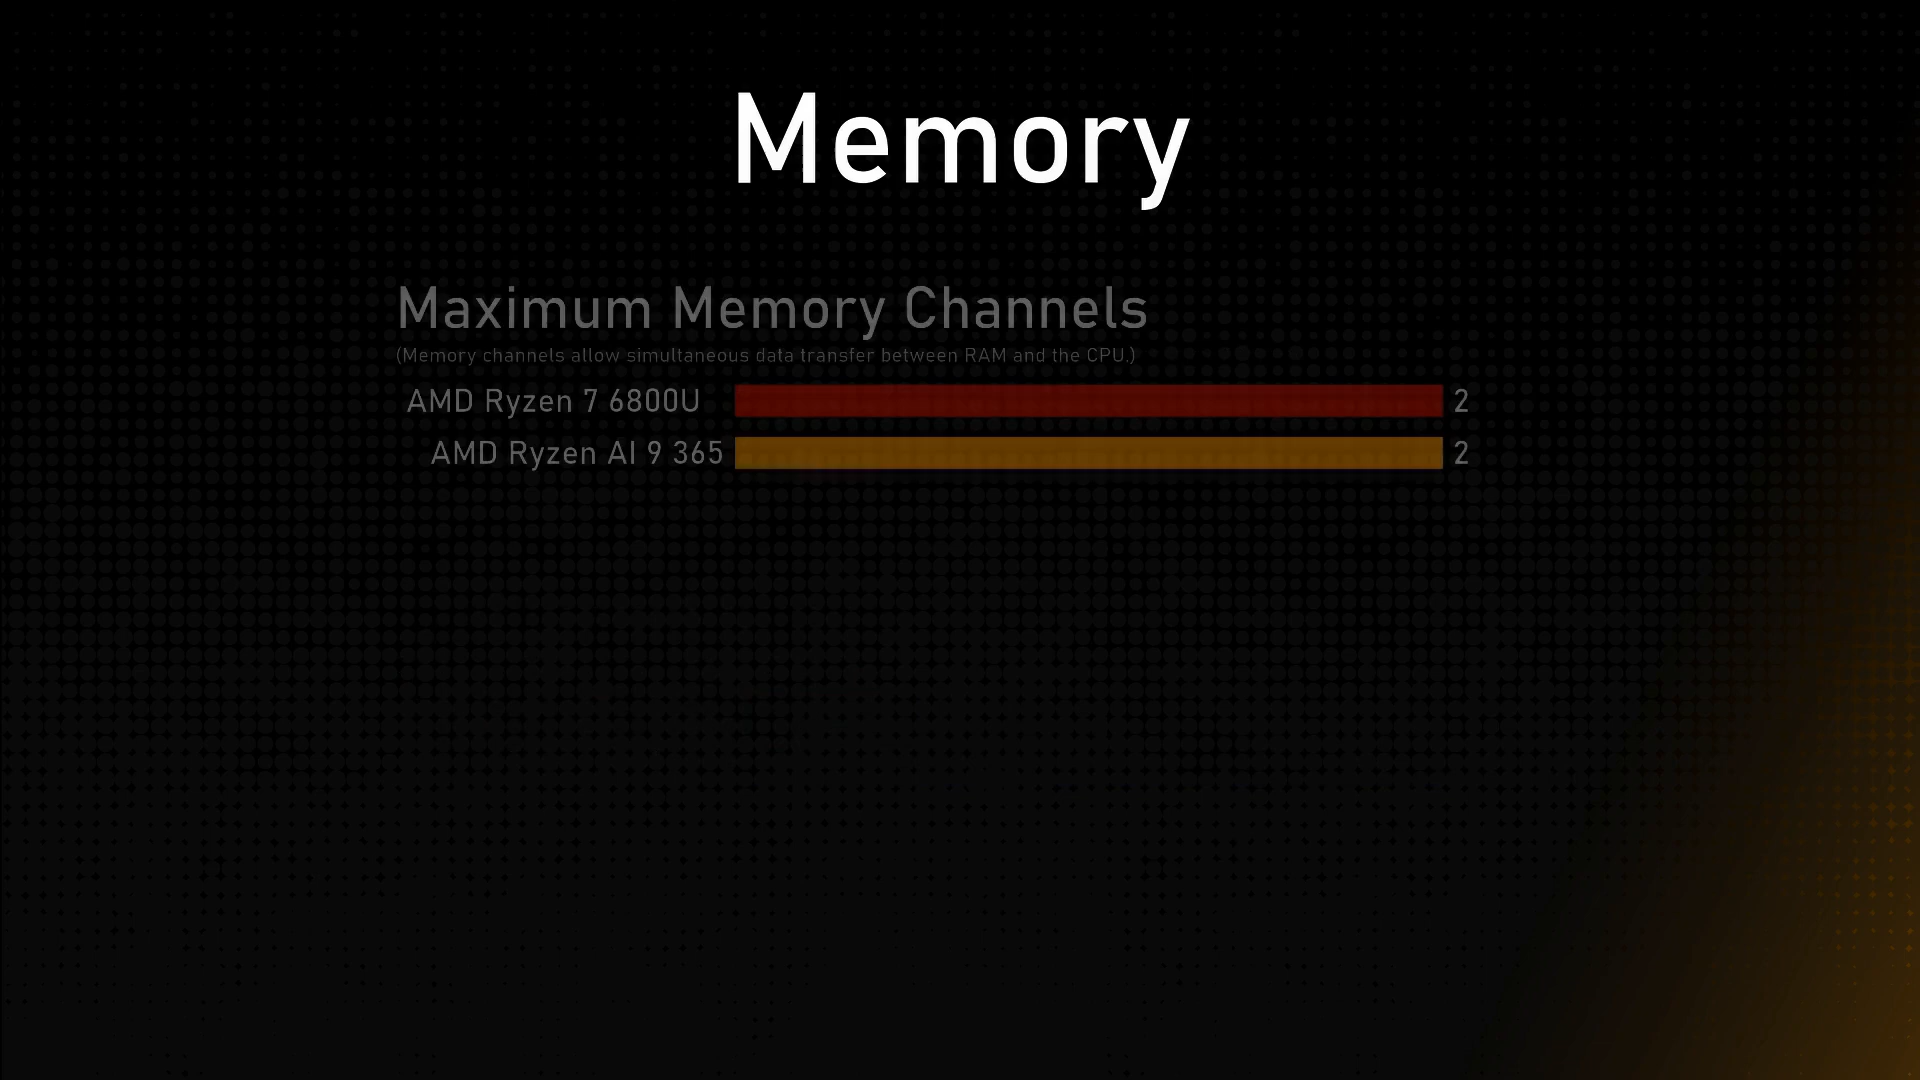 Memory
Maximum Memory Channels
(Memory channels allow simultaneous data transfer between RAM and the CPU.)
AMD Ryzen 7 6800U 2
AMD Ryzen AI 9 365 2